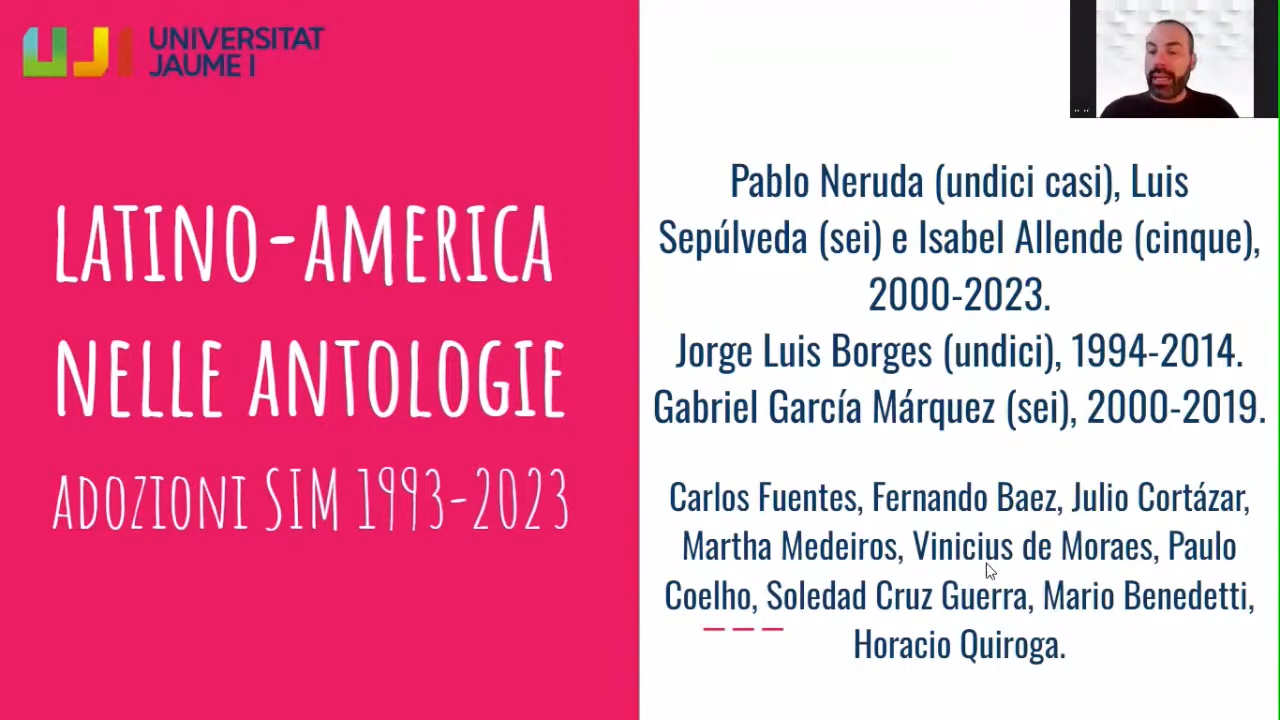 UJI UNIVERSITAT
JAUME I
LATINO-AMERICA
NELLE ANTOLOGIE
ADOZIONI SIM 1993-2023
Pablo Neruda (undici casi), Luis
Sepúlveda (sei) e Isabel Allende (cinque),
2000-2023.
Jorge Luis Borges (undici), 1994-2014.
Gabriel García Márquez (sei), 2000-2019.
Carlos Fuentes, Fernando Baez, Julio Cortázar,
Martha Medeiros, Vinicius de Moraes, Paulo
Coelho, Soledad Cruz Guerra, Mario Benedetti,
Horacio Quiroga.